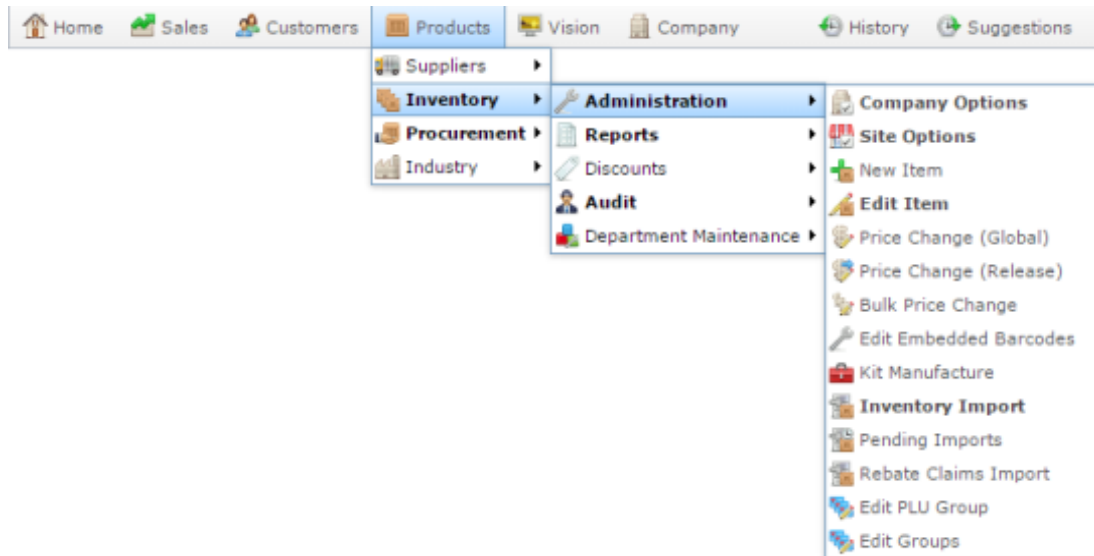 Home Sales Customers Products Vision Company History Suggestions
Suppliers
Inventory
Procurement
Industry
Administration
Reports
Discounts
Audit
Department Maintenance
Company Options
Site Options
New Item
Edit Item
Price Change (Global)
Price Change (Release)
Bulk Price Change
Edit Embedded Barcodes
Kit Manufacture
Inventory Import
Pending Imports
Rebate Claims Import
Edit PLU Group
Edit Groups